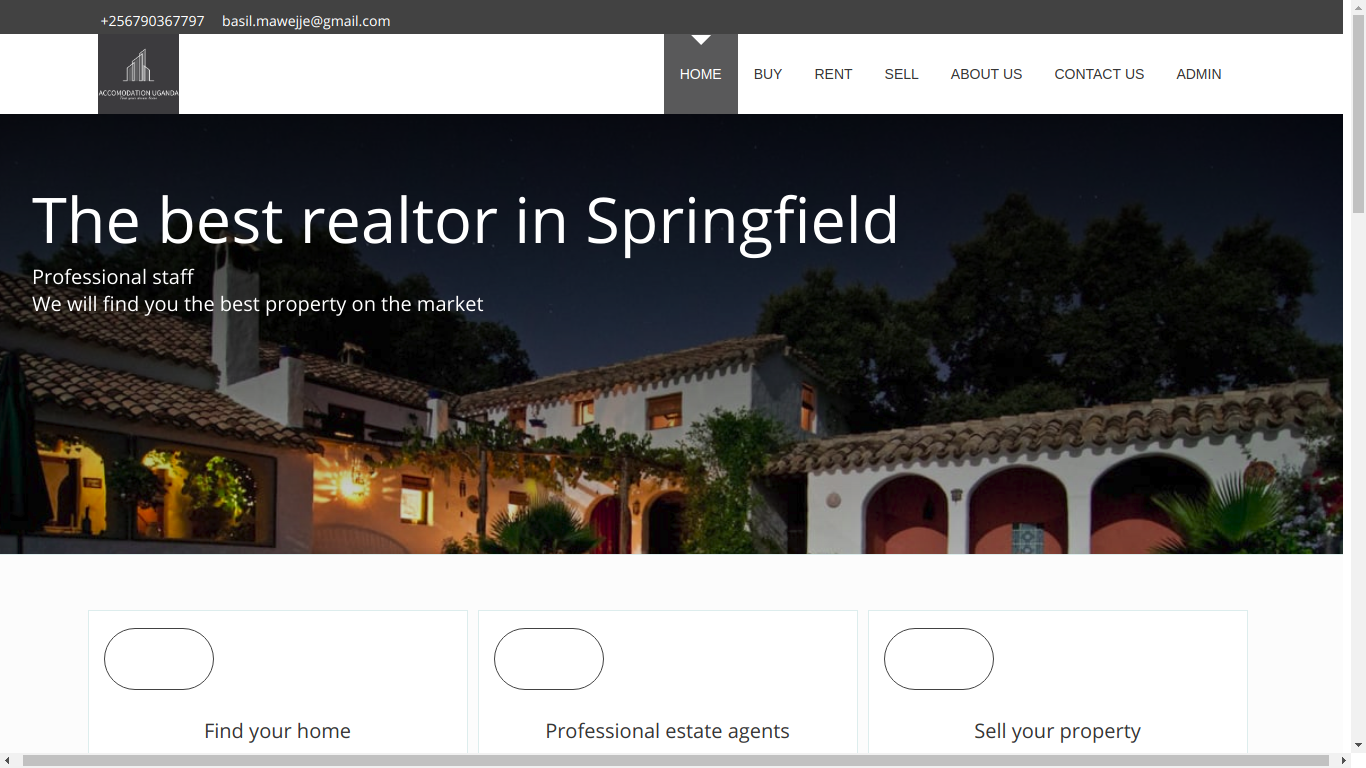 +256790367797 basil.mawejje@gmail.com
ACCOMODATION UGANDA
HOME BUY RENT SELL ABOUT US CONTACT US ADMIN
The best realtor in Springfield
Professional staff
We will find you the best property on the market
Find your home
Professional estate agents
Sell your property